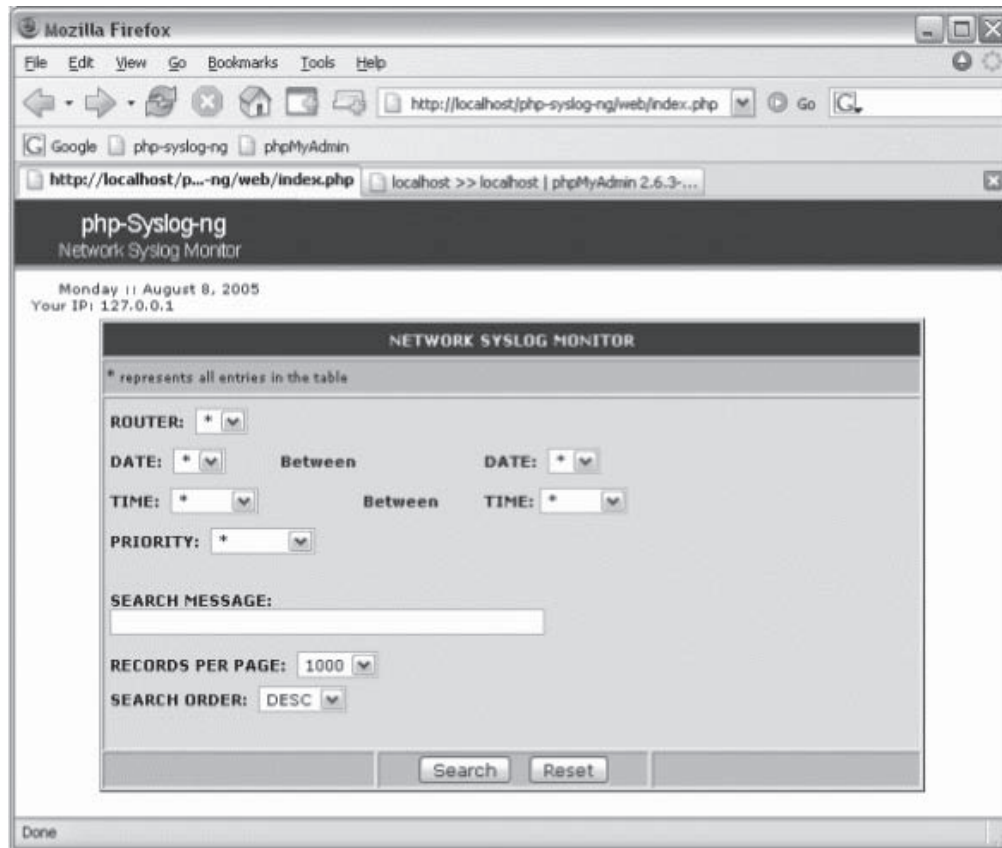 Mozilla Firefox
File Edit View Go Bookmarks Tools Help
http://localhost/php-syslog-ng/web/index.php Go G
G Google php-syslog-ng phpMyAdmin
http://localhost/p...-ng/web/index.php localhost >> localhost | phpMyAdmin 2.6.3-...
php-Syslog-ng
Network Syslog Monitor
Monday :: August 8, 2005
Your IP: 127.0.0.1
NETWORK SYSLOG MONITOR
* represents all entries in the table
ROUTER: *
DATE: * Between DATE: *
TIME: * Between TIME: *
PRIORITY: *
SEARCH MESSAGE:
RECORDS PER PAGE: 1000
SEARCH ORDER: DESC
Search Reset
Done